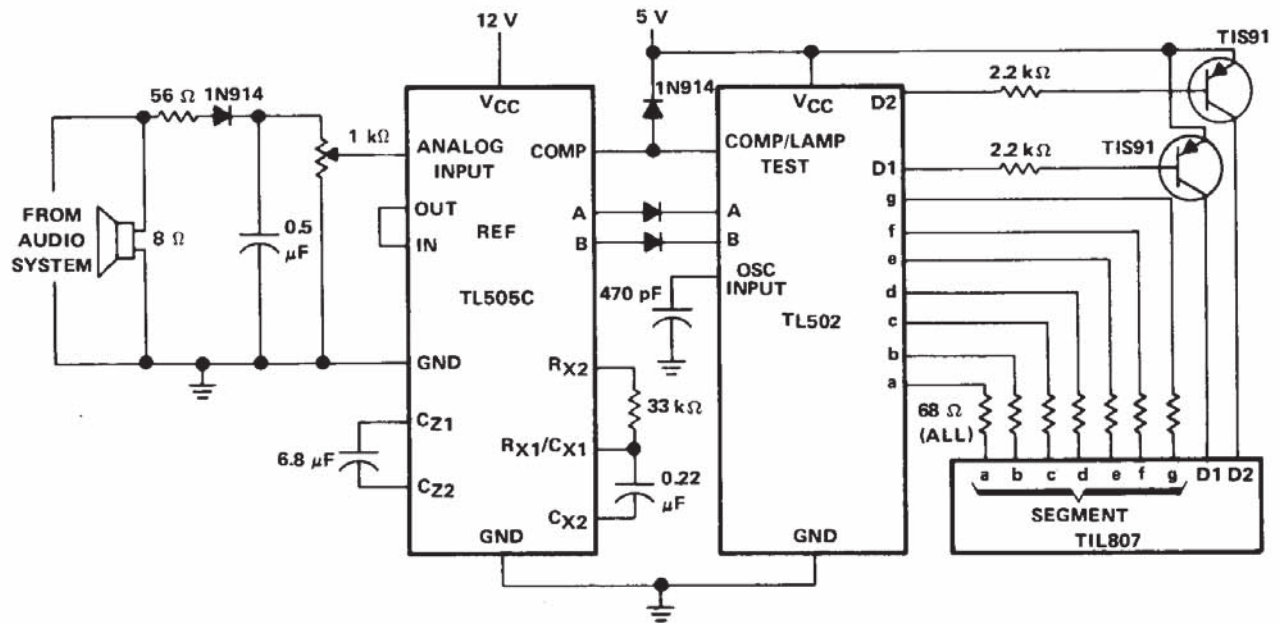 12 V
5 V
TIS91
56 Ω
1N914
1 kΩ
FROM
AUDIO
SYSTEM
8 Ω
0.5
μF
VCC
ANALOG
INPUT
COMP
OUT
IN
REF
A
B
TL505C
GND
RX2
CZ1
RX1/CX1
CZ2
CX2
GND
6.8 μF
33 kΩ
0.22
μF
1N914
470 pF
VCC
COMP/LAMP
TEST
A
B
OSC
INPUT
TL502
D2
D1
g
f
e
d
c
b
a
GND
2.2 kΩ
2.2 kΩ
TIS91
68 Ω
(ALL)
a b c d e f g D1 D2
SEGMENT
TIL807